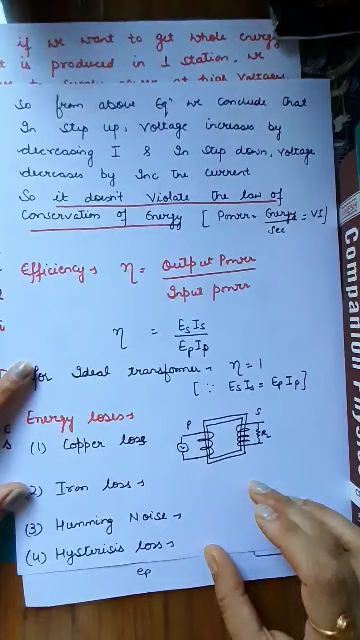 if we want to get whole energy
is produced in 1 station. we
So from above Eqn we conclude that
In step up, voltage increases by
decreasing I & In step down, voltage
decreases by Inc the current
So it doesn't violate the law of
Conservation of Energy [Power = Energy/Sec = VI]
Efficiency → η = Output Power / Input power
η = EsIs / EpIp
for Ideal transformer → η = 1
[∵ EsIs = EpIp]
Energy loses →
P S
(1) Copper loss
RL
2) Iron loss →
(3) Humming Noise →
(4) Hysterisis loss →
ep
Companion